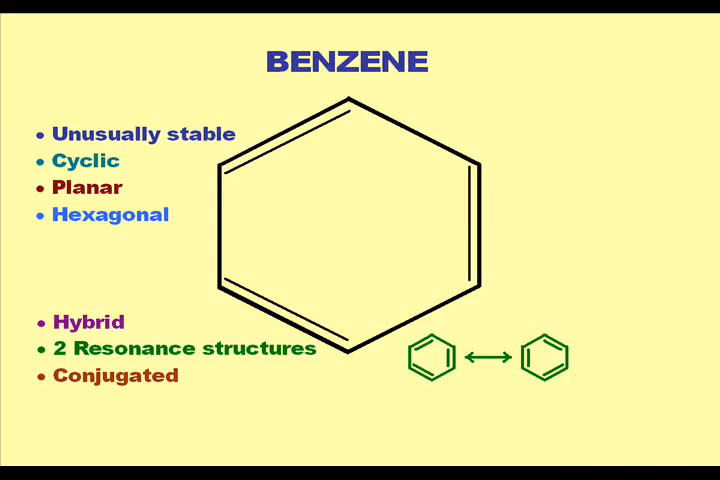 BENZENE
• Unusually stable
• Cyclic
• Planar
• Hexagonal
• Hybrid
• 2 Resonance structures
• Conjugated